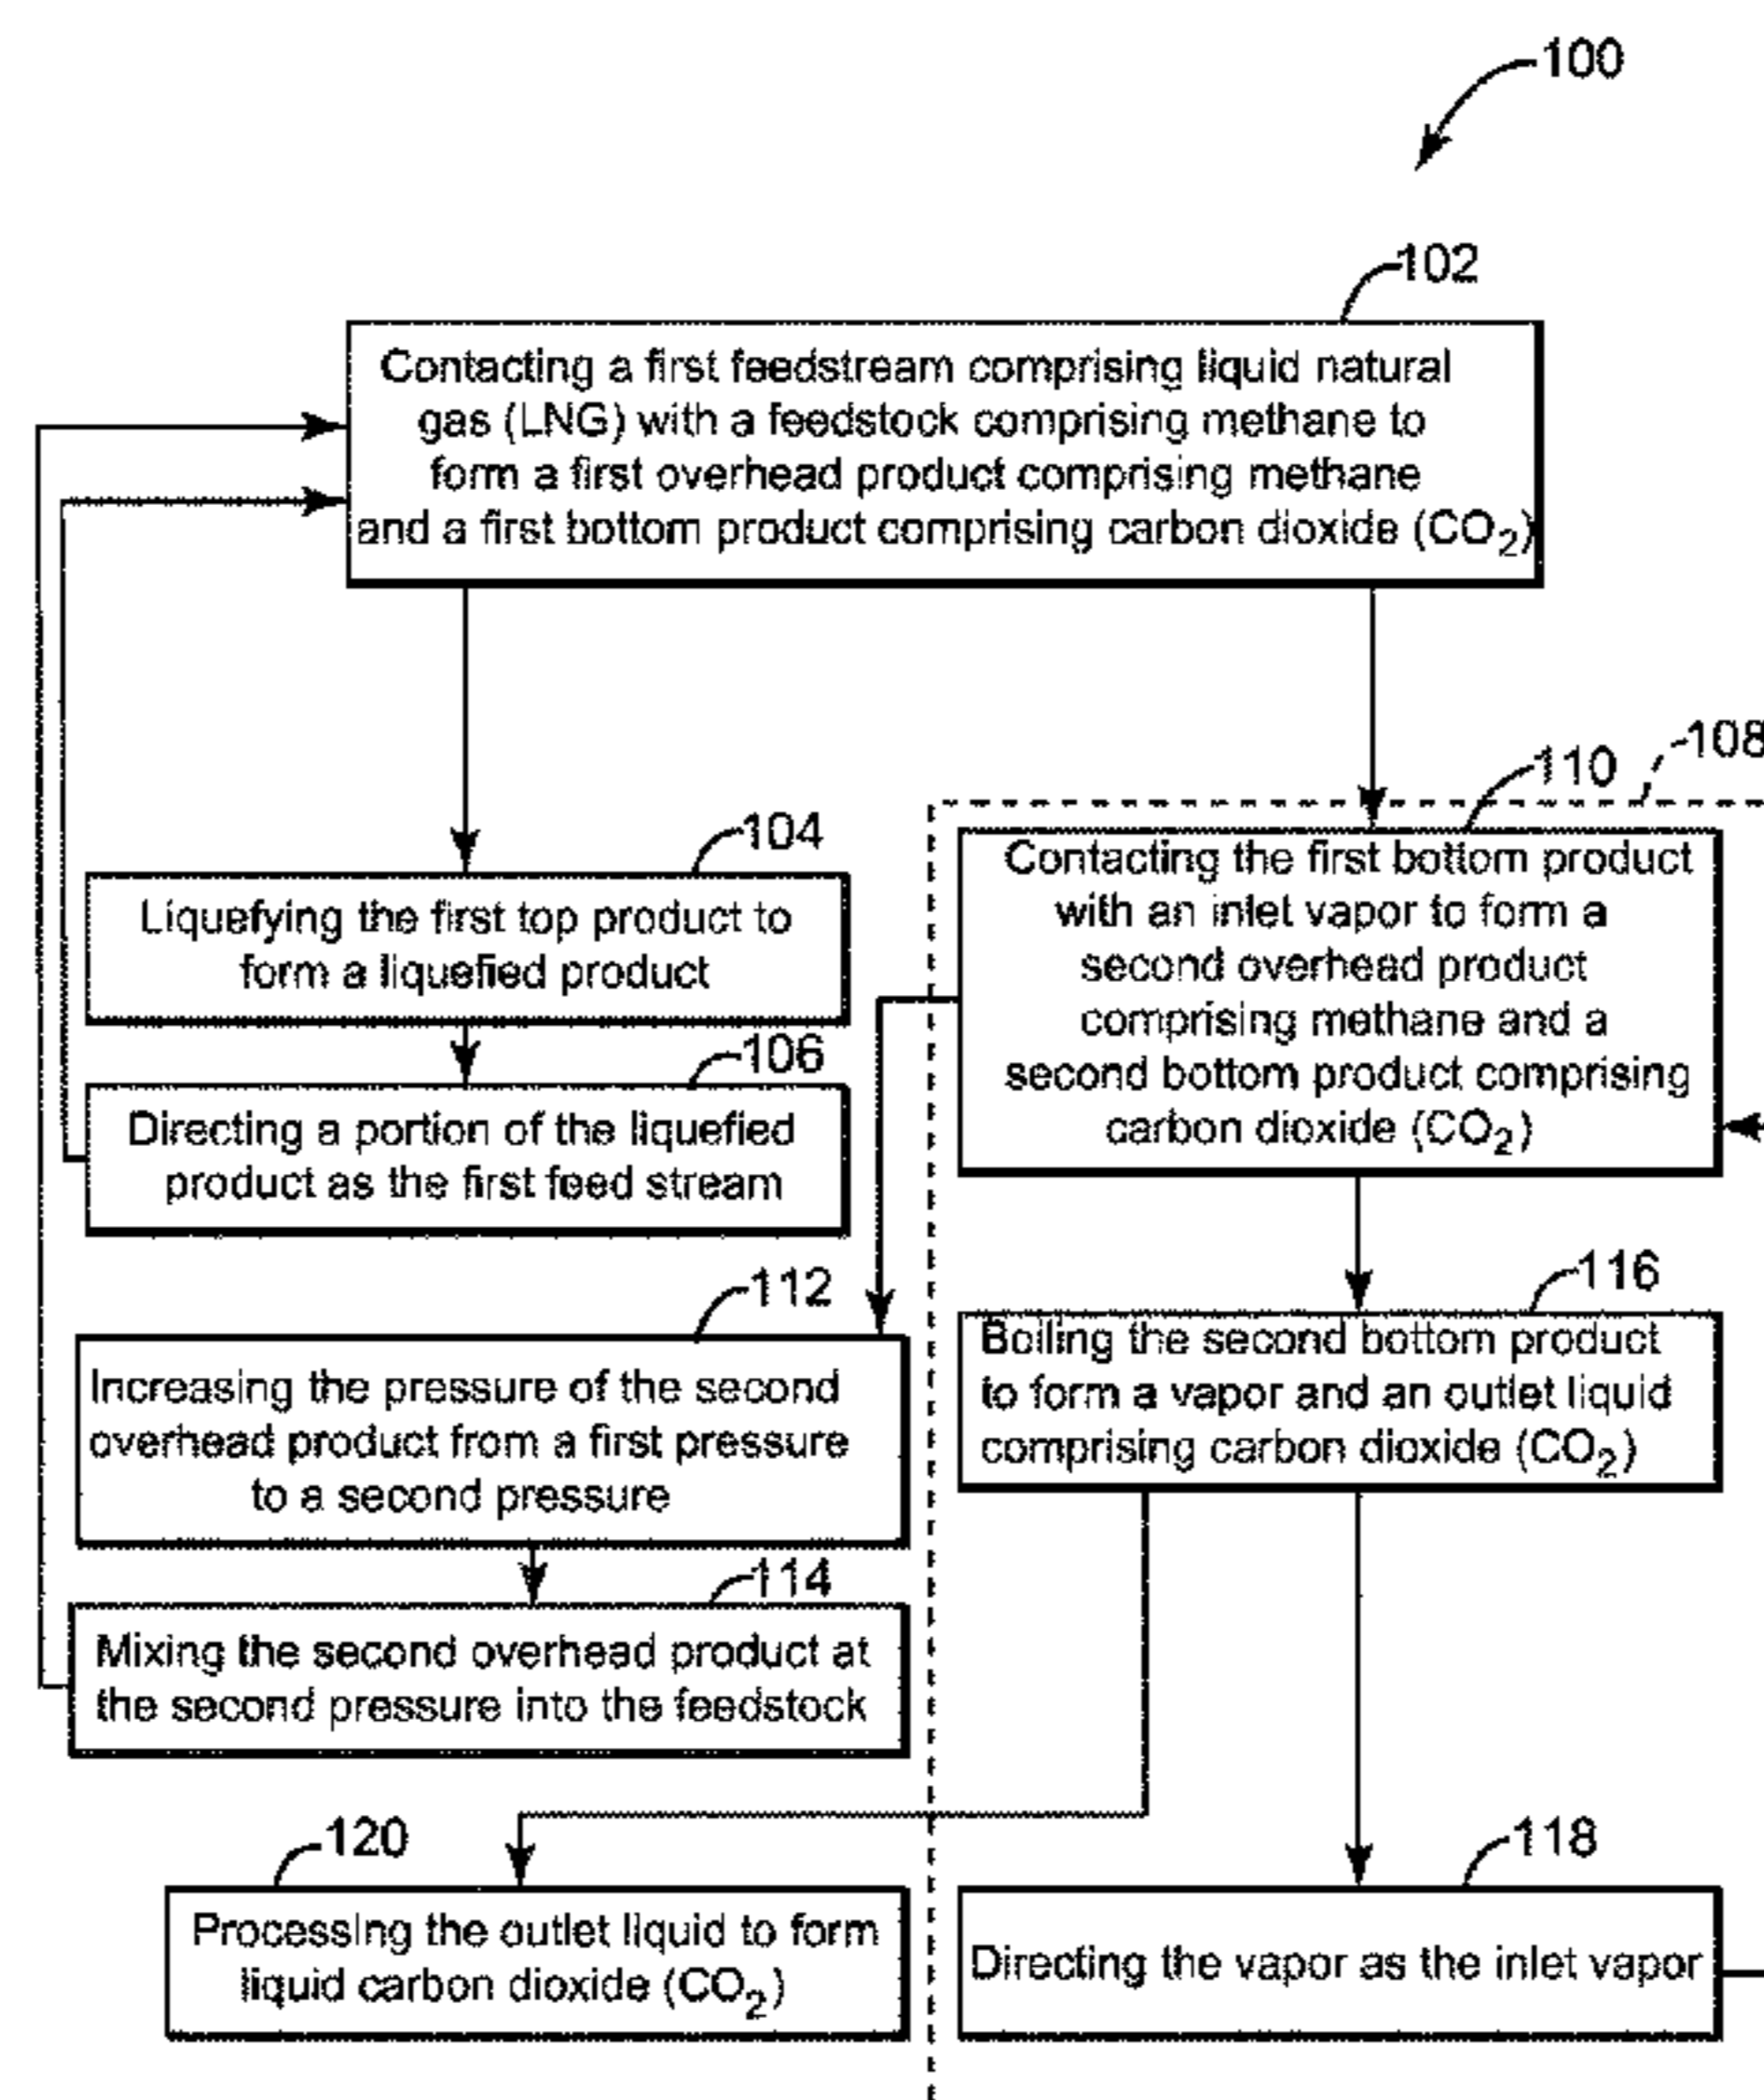 100
102
Contacting a first feedstream comprising liquid natural
gas (LNG) with a feedstock comprising methane to
form a first overhead product comprising methane
and a first bottom product comprising carbon dioxide (CO2)
108
110
104
Contacting the first bottom product
with an inlet vapor to form a
second overhead product
comprising methane and a
second bottom product comprising
carbon dioxide (CO2)
Liquefying the first top product to
form a liquefied product
106
Directing a portion of the liquefied
product as the first feed stream
112
116
Increasing the pressure of the second
overhead product from a first pressure
to a second pressure
Boiling the second bottom product
to form a vapor and an outlet liquid
comprising carbon dioxide (CO2)
114
Mixing the second overhead product at
the second pressure into the feedstock
120
118
Processing the outlet liquid to form
liquid carbon dioxide (CO2)
Directing the vapor as the inlet vapor